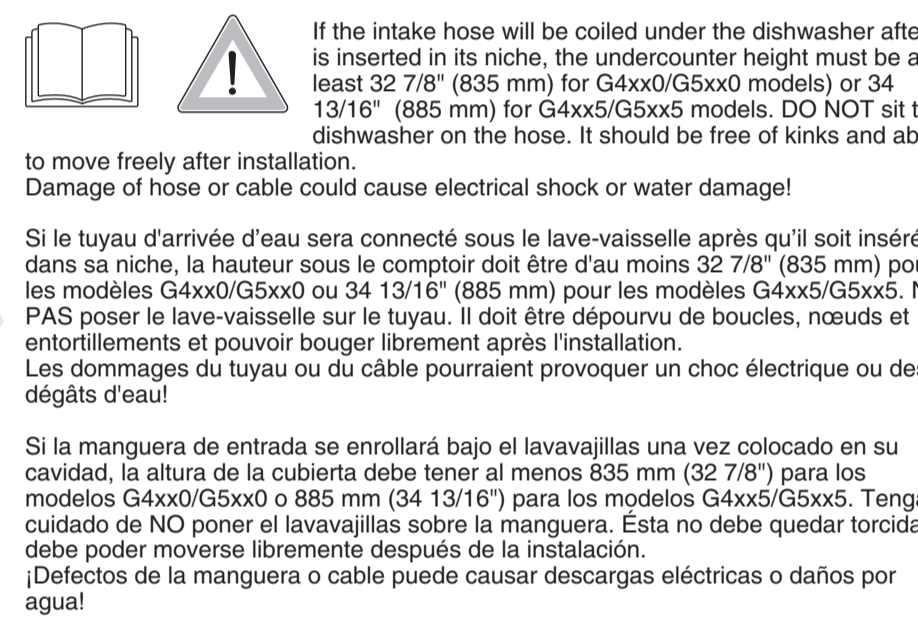 If the intake hose will be coiled under the dishwasher afte
is inserted in its niche, the undercounter height must be a
least 32 7/8" (835 mm) for G4xx0/G5xx0 models) or 34
13/16" (885 mm) for G4xx5/G5xx5 models. DO NOT sit t
dishwasher on the hose. It should be free of kinks and ab
to move freely after installation.
Damage of hose or cable could cause electrical shock or water damage!
Si le tuyau d'arrivée d’eau sera connecté sous le lave-vaisselle après qu’il soit inséré
dans sa niche, la hauteur sous le comptoir doit être d'au moins 32 7/8" (835 mm) pou
les modèles G4xx0/G5xx0 ou 34 13/16" (885 mm) pour les modèles G4xx5/G5xx5. N
PAS poser le lave-vaisselle sur le tuyau. Il doit être dépourvu de boucles, nœuds et
entortillements et pouvoir bouger librement après l'installation.
Les dommages du tuyau ou du câble pourraient provoquer un choc électrique ou des
dégâts d'eau!
Si la manguera de entrada se enrollará bajo el lavavajillas una vez colocado en su
cavidad, la altura de la cubierta debe tener al menos 835 mm (32 7/8") para los
modelos G4xx0/G5xx0 o 885 mm (34 13/16") para los modelos G4xx5/G5xx5. Tenga
cuidado de NO poner el lavavajillas sobre la manguera. Ésta no debe quedar torcida
debe poder moverse libremente después de la instalación.
¡Defectos de la manguera o cable puede causar descargas eléctricas o daños por
agua!